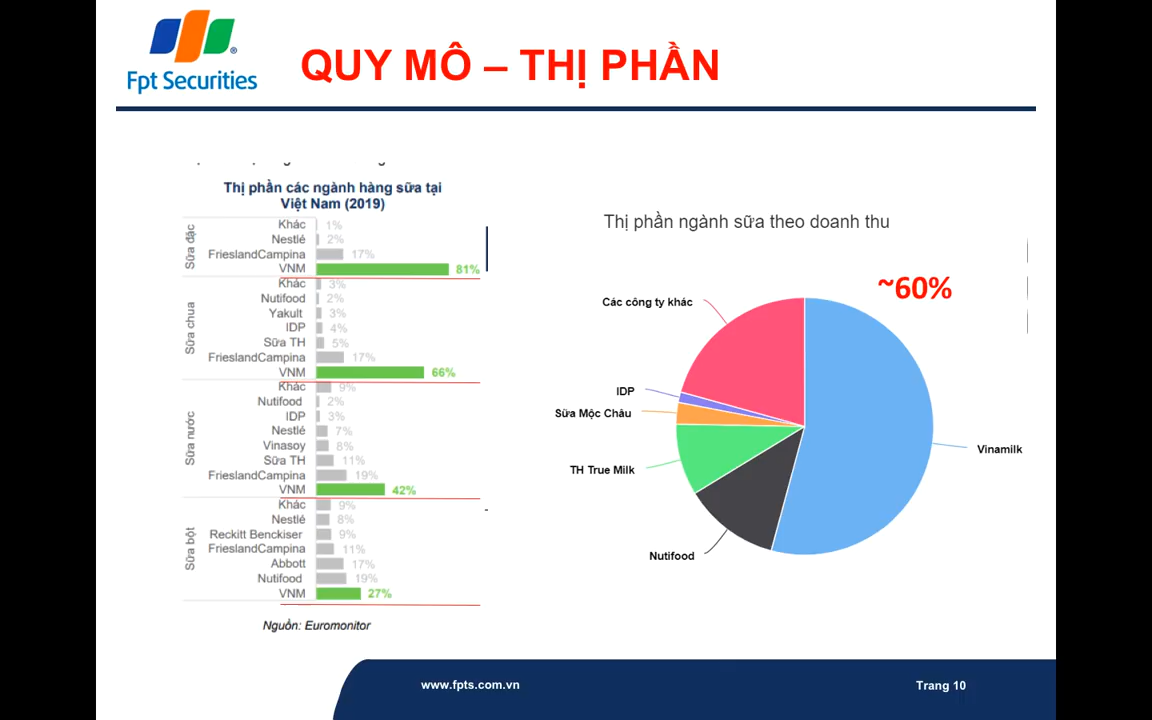 Fpt Securities
QUY MÔ – THỊ PHẦN
Thị phần các ngành hàng sữa tại
Việt Nam (2019)
Sữa đặc
Khác 1%
Nestlé 2%
FrieslandCampina 17%
VNM 81%
Sữa chua
Khác 3%
Nutifood 2%
Yakult 3%
IDP 4%
Sữa TH 5%
FrieslandCampina 17%
VNM 66%
Sữa nước
Khác 9%
Nutifood 2%
IDP 3%
Nestlé 7%
Vinasoy 8%
Sữa TH 11%
FrieslandCampina 19%
VNM 42%
Sữa bột
Khác 9%
Nestlé 8%
Reckitt Benckiser 9%
FrieslandCampina 11%
Abbott 17%
Nutifood 19%
VNM 27%
Nguồn: Euromonitor
Thị phần ngành sữa theo doanh thu
~60%
Các công ty khác
IDP
Sữa Mộc Châu
TH True Milk
Nutifood
Vinamilk
www.fpts.com.vn
Trang 10